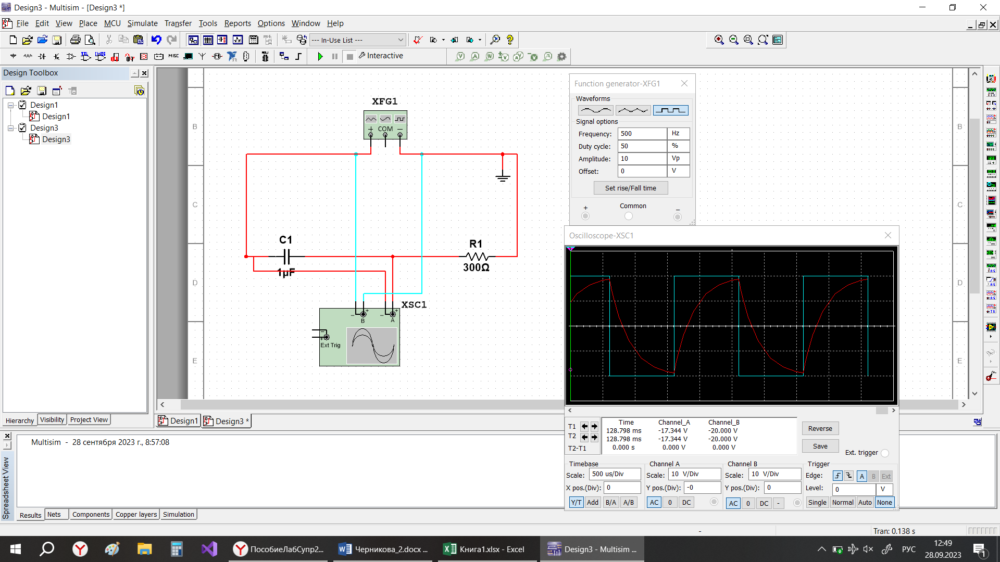 Design3 - Multisim - [Design3 *]
File Edit View Place MCU Simulate Transfer Tools Reports Options Window Help
--- In-Use List ---
MISC Interactive
Design Toolbox
Design1
Design1
Design3
Design3
Hierarchy Visibility Project View
B
C
D
E
XFG1
+ COM −
C1
1µF
R1
300Ω
XSC1
B A
Ext Trig
B
C
D
E
Design1 Design3 *
Function generator-XFG1
Waveforms
Signal options
Frequency: 500 Hz
Duty cycle: 50 %
Amplitude: 10 Vp
Offset: 0 V
Set rise/Fall time
+ Common −
Oscilloscope-XSC1
Time Channel_A Channel_B
T1 128.798 ms -17.344 V -20.000 V
T2 128.798 ms -17.344 V -20.000 V
T2-T1 0.000 s 0.000 V 0.000 V
Reverse
Save
Ext. trigger
Timebase Channel A Channel B Trigger
Scale: 500 us/Div Scale: 10 V/Div Scale: 10 V/Div Edge: A B Ext
X pos.(Div): 0 Y pos.(Div): -0 Y pos.(Div): 0 Level: 0 V
Y/T Add B/A A/B AC 0 DC AC 0 DC - Single Normal Auto None
Multisim - 28 сентября 2023 г., 8:57:08
Spreadsheet View
Results Nets Components Copper layers Simulation
- Tran: 0.138 s
ПособиеЛабСупр2... Черникова_2.docx ... Книга1.xlsx - Excel Design3 - Multisim ... РУС 12:49
28.09.2023
1